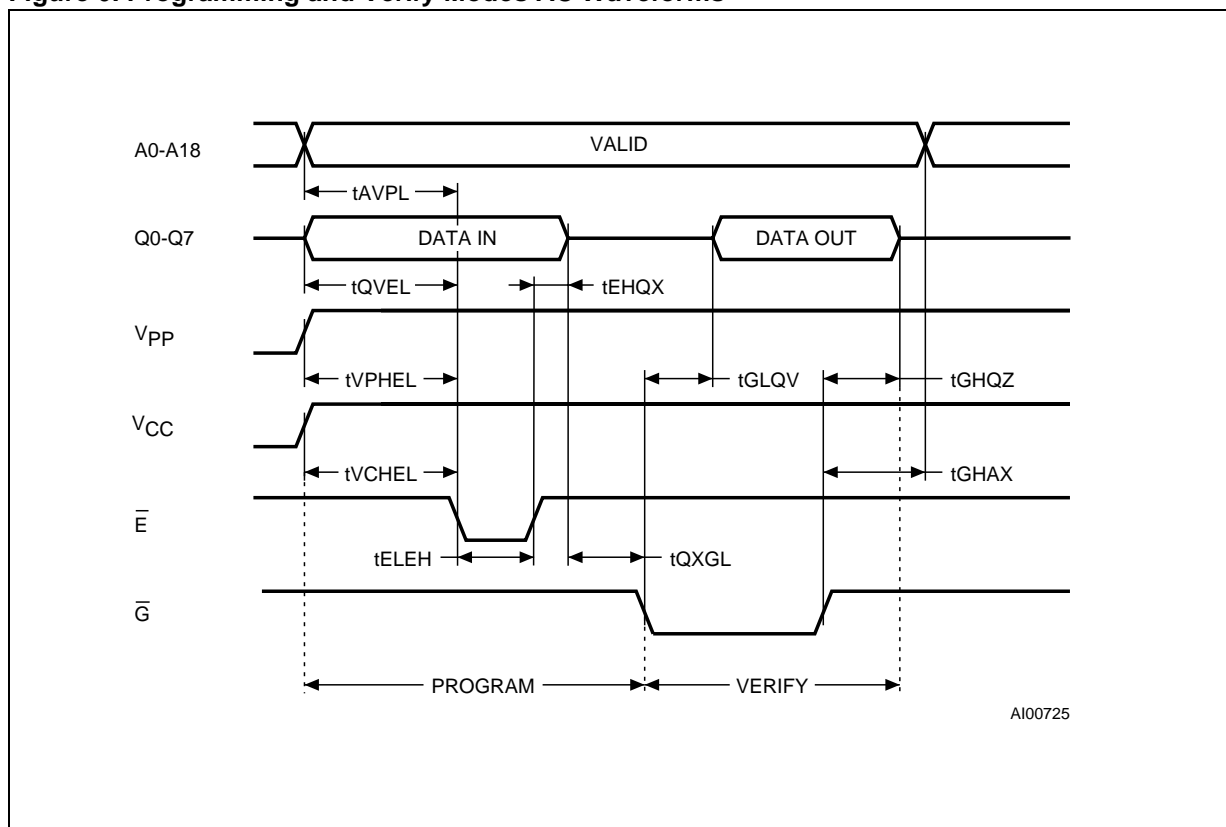 A0-A18
VALID
tAVPL
Q0-Q7
DATA IN
DATA OUT
tQVEL
tEHQX
VPP
tVPHEL
tGLQV
tGHQZ
VCC
tVCHEL
tGHAX
E̅
tELEH
tQXGL
G̅
PROGRAM
VERIFY
AI00725